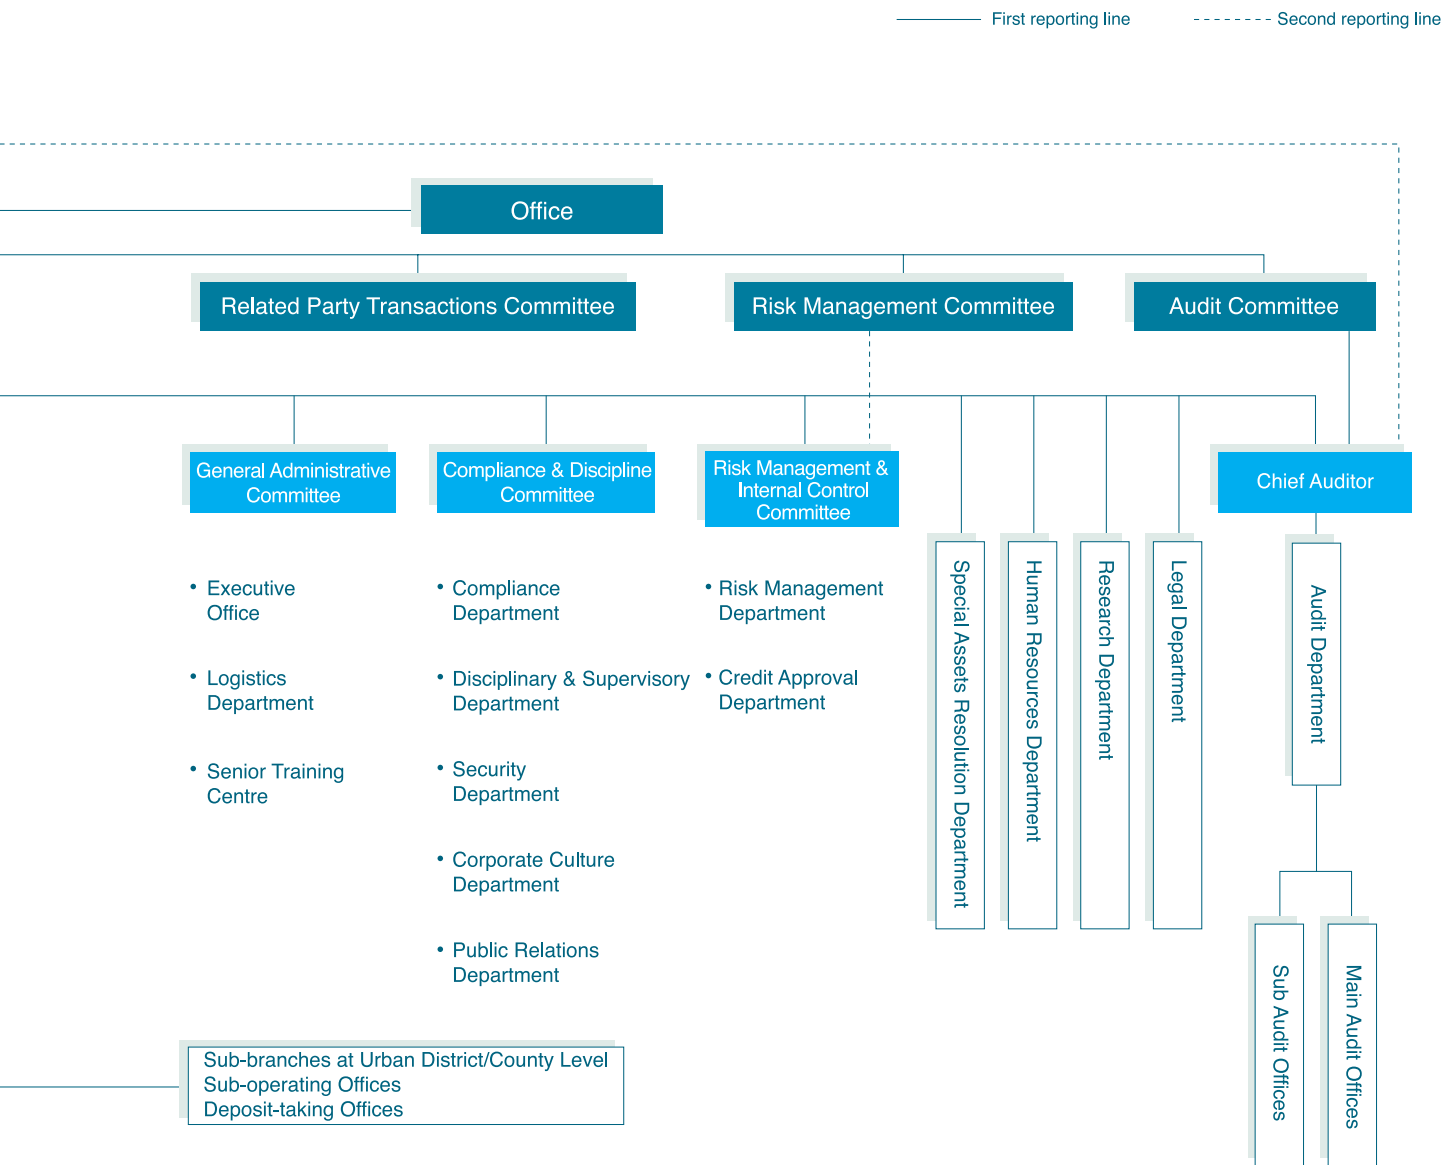 First reporting line
Second reporting line
Office
Related Party Transactions Committee
Risk Management Committee
Audit Committee
General Administrative
Committee
Compliance & Discipline
Committee
Risk Management &
Internal Control
Committee
Chief Auditor
• Executive
Office
• Logistics
Department
• Senior Training
Centre
• Compliance
Department
• Disciplinary & Supervisory
Department
• Security
Department
• Corporate Culture
Department
• Public Relations
Department
• Risk Management
Department
• Credit Approval
Department
Special Assets Resolution Department
Human Resources Department
Research Department
Legal Department
Audit Department
Sub Audit Offices
Main Audit Offices
Sub-branches at Urban District/County Level
Sub-operating Offices
Deposit-taking Offices